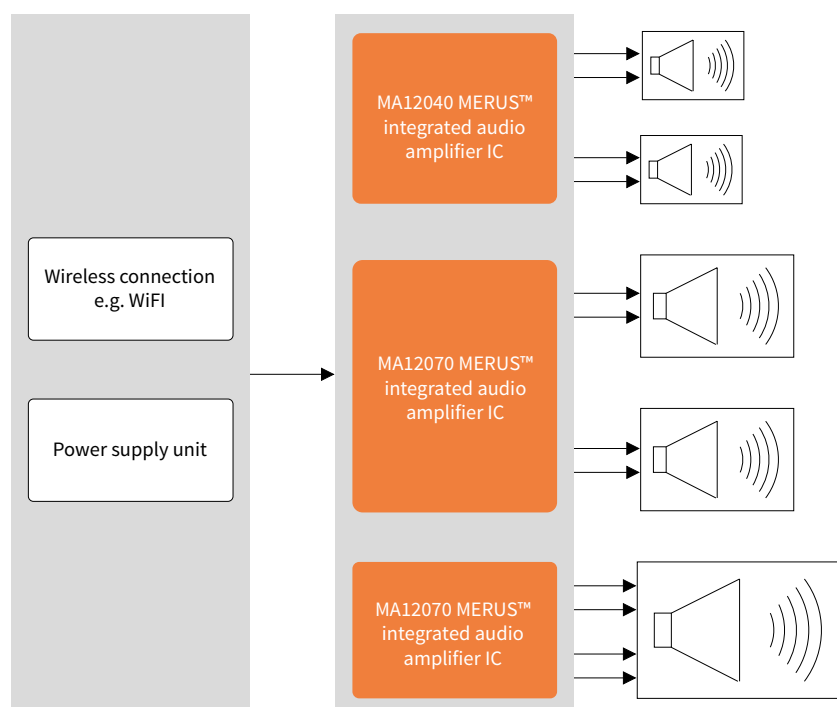 Wireless connection
e.g. WiFI
Power supply unit
MA12040 MERUS™
integrated audio
amplifier IC
MA12070 MERUS™
integrated audio
amplifier IC
MA12070 MERUS™
integrated audio
amplifier IC